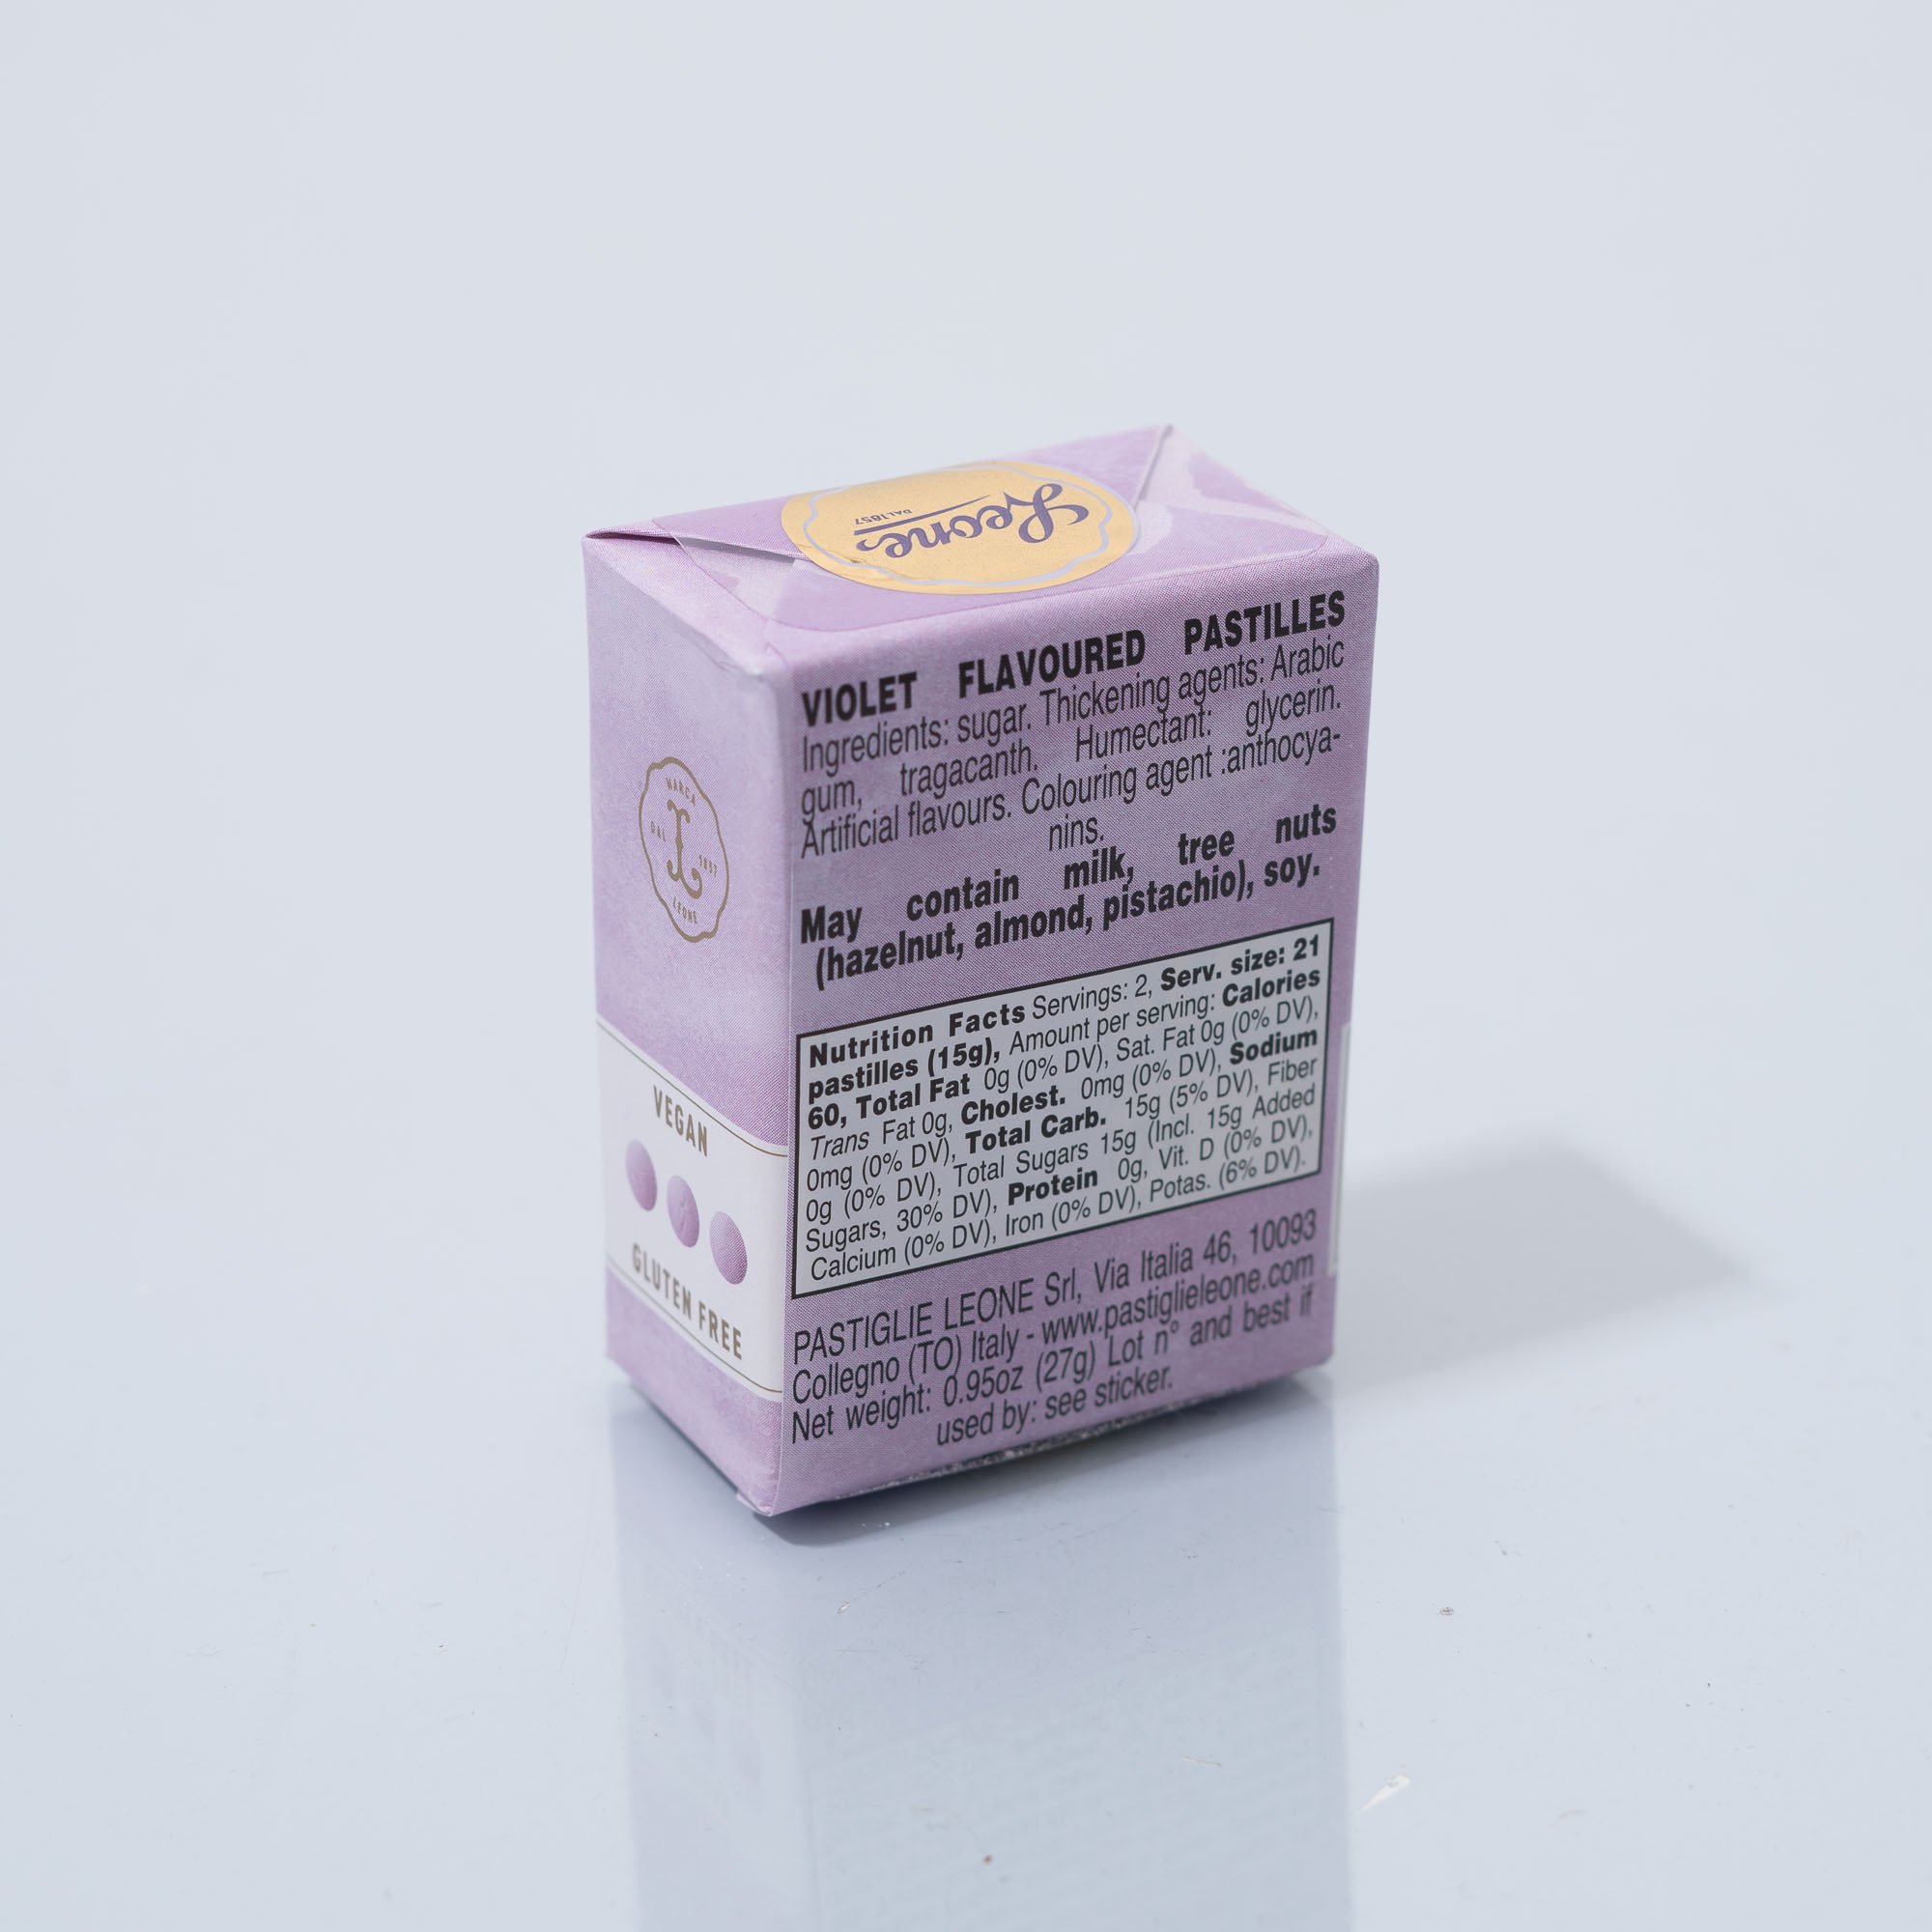 Leone
DAL 1857
VIOLET FLAVOURED PASTILLES
Ingredients: sugar. Thickening agents: Arabic
gum, tragacanth. Humectant: glycerin.
Artificial flavours. Colouring agent :anthocya-
nins.
May contain milk, tree nuts
(hazelnut, almond, pistachio), soy.
Nutrition Facts Servings: 2, Serv. size: 21
pastilles (15g), Amount per serving: Calories
60, Total Fat 0g (0% DV), Sat. Fat 0g (0% DV),
Trans Fat 0g, Cholest. 0mg (0% DV), Sodium
0mg (0% DV), Total Carb. 15g (5% DV), Fiber
0g (0% DV), Total Sugars 15g (Incl. 15g Added
Sugars, 30% DV), Protein 0g, Vit. D (0% DV),
Calcium (0% DV), Iron (0% DV), Potas. (6% DV).
PASTIGLIE LEONE Srl, Via Italia 46, 10093
Collegno (TO) Italy - www.pastiglieleone.com
Net weight: 0.95oz (27g) Lot n° and best if
used by: see sticker.
MARCA
DAL L 1857
LEONE
VEGAN
GLUTEN FREE